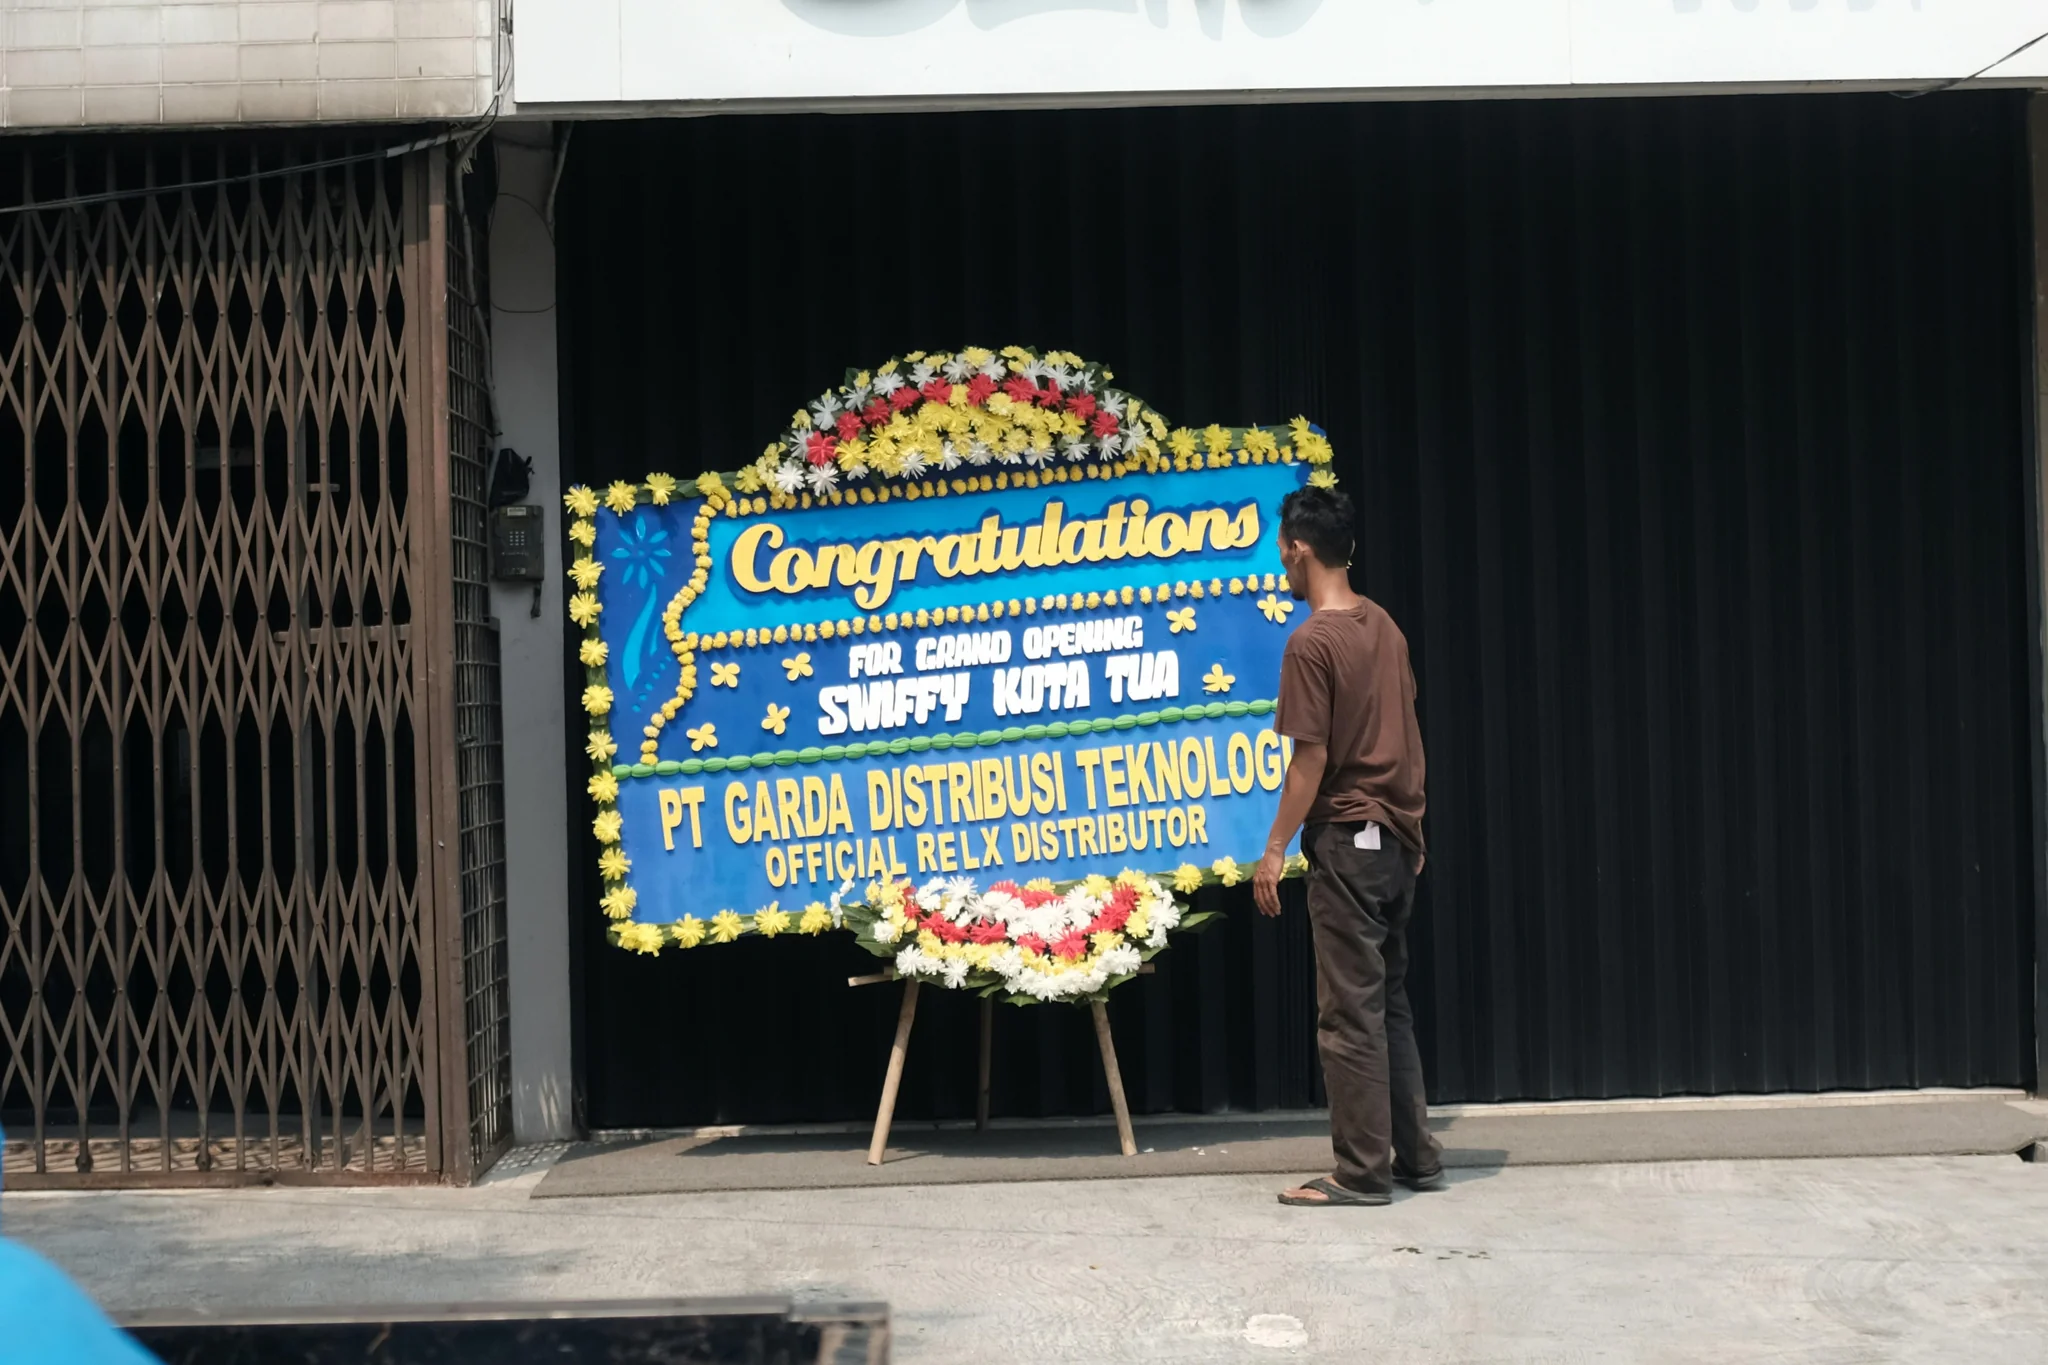 Congratulations
FOR GRAND OPENING
SWIFFY KOTA TUA
PT GARDA DISTRIBUSI TEKNOLOGI
OFFICIAL RELX DISTRIBUTOR